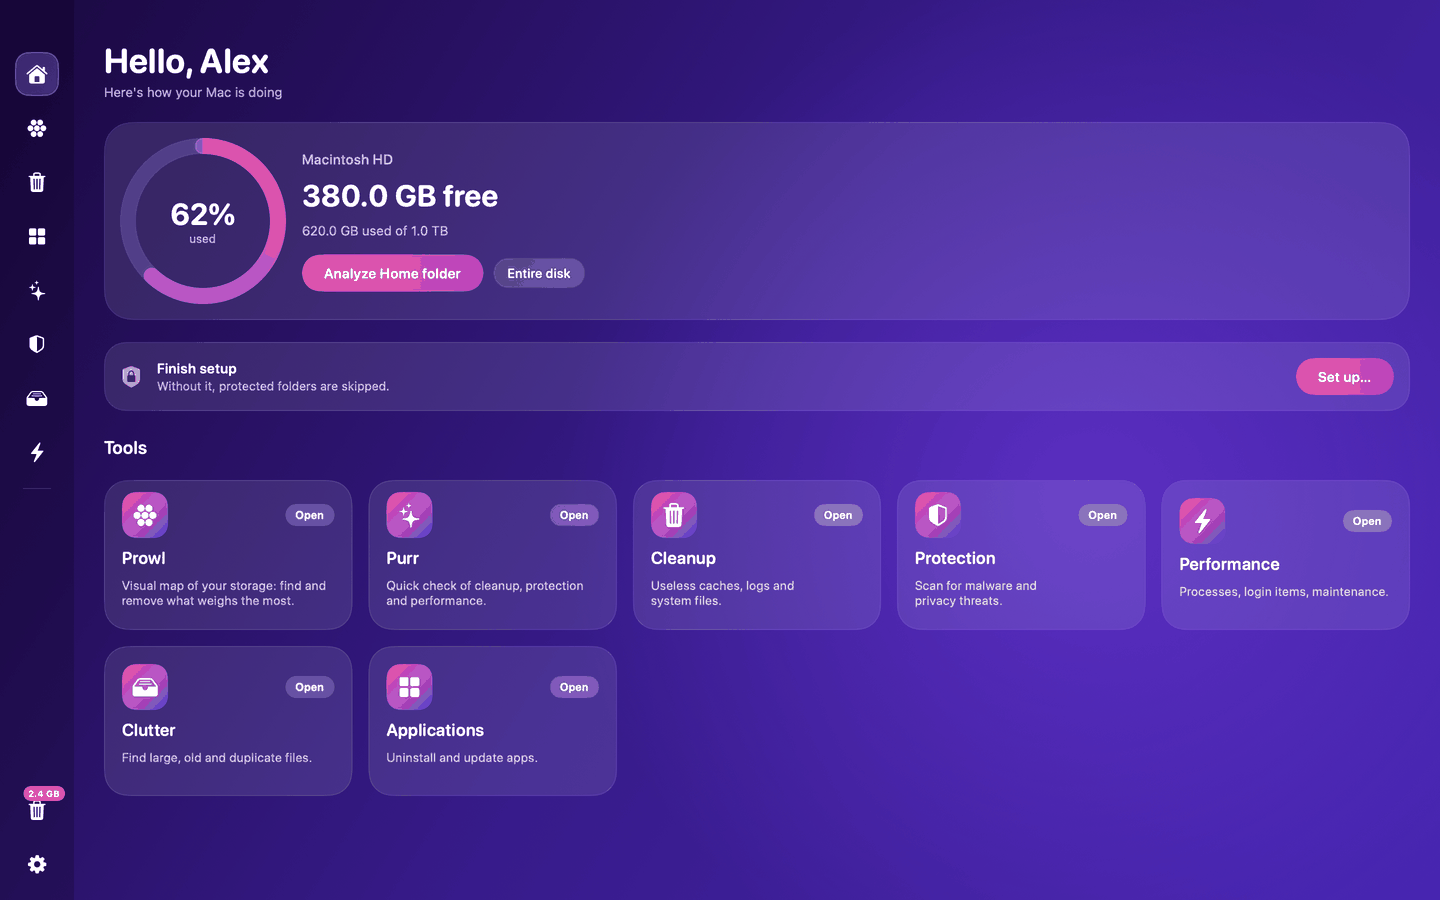 Hello, Alex
Here's how your Mac is doing
62%
used
Macintosh HD
380.0 GB free
620.0 GB used of 1.0 TB
Analyze Home folder
Entire disk
Finish setup
Without it, protected folders are skipped.
Set up...
Tools
Open
Prowl
Visual map of your storage: find and
remove what weighs the most.
Open
Purr
Quick check of cleanup, protection
and performance.
Open
Cleanup
Useless caches, logs and
system files.
Open
Protection
Scan for malware and
privacy threats.
Open
Performance
Processes, login items, maintenance.
Open
Clutter
Find large, old and duplicate files.
Open
Applications
Uninstall and update apps.
2.4 GB